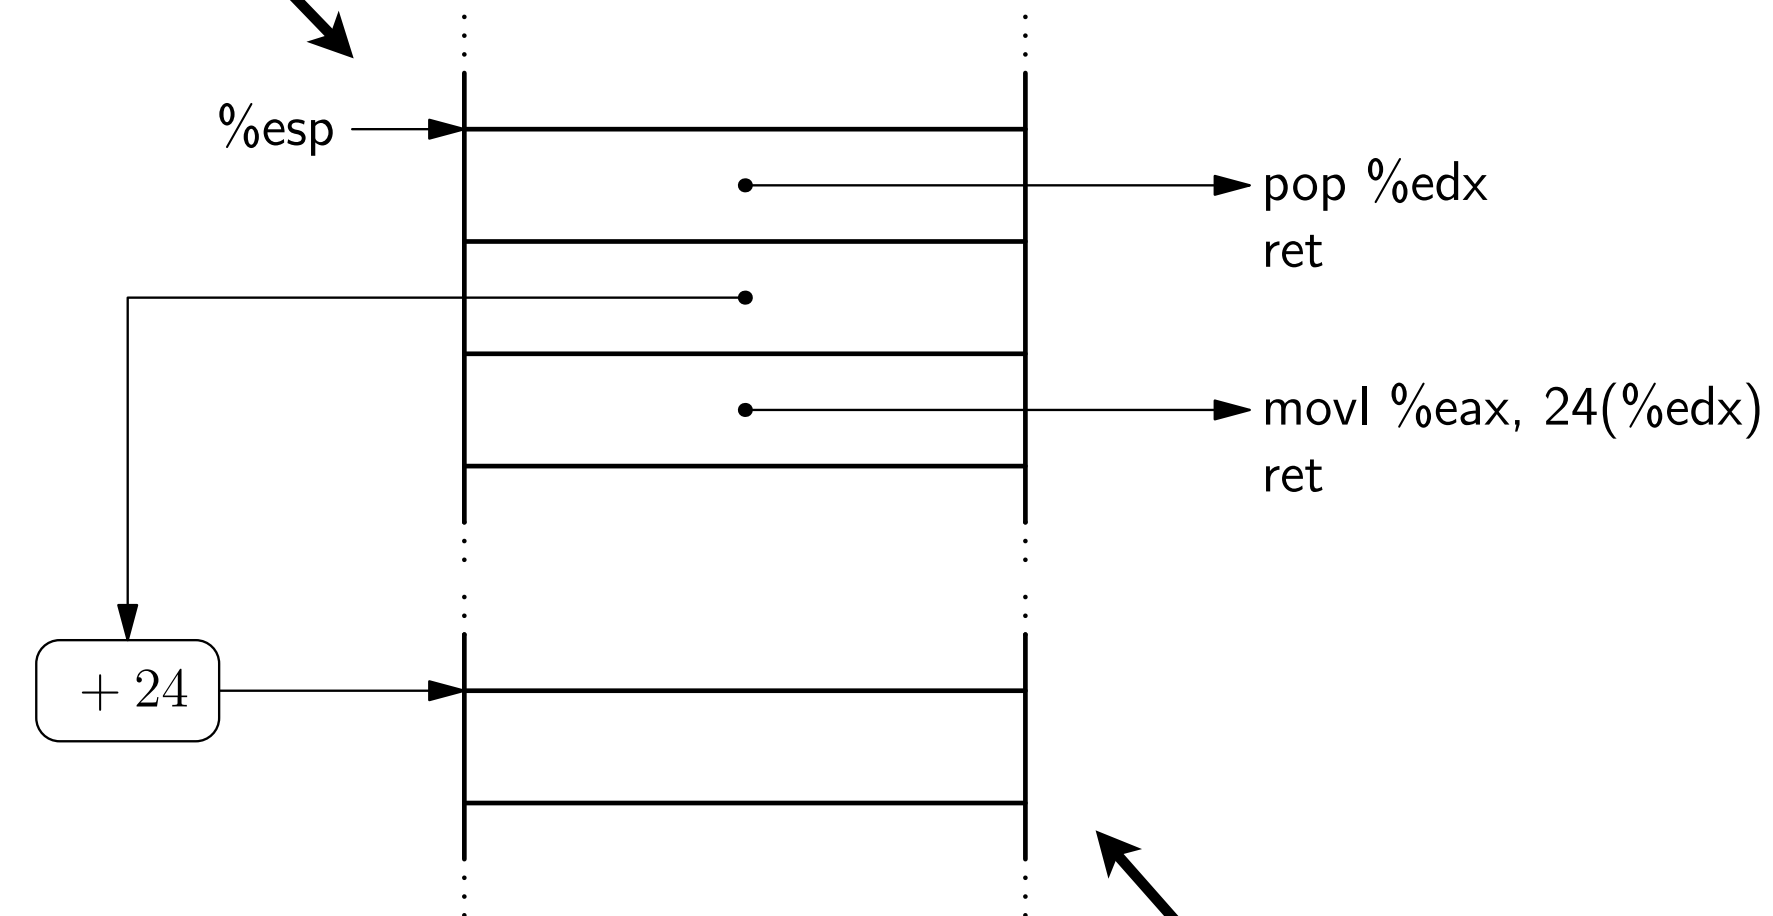 %esp
pop %edx
ret
movl %eax, 24(%edx)
ret
+ 24